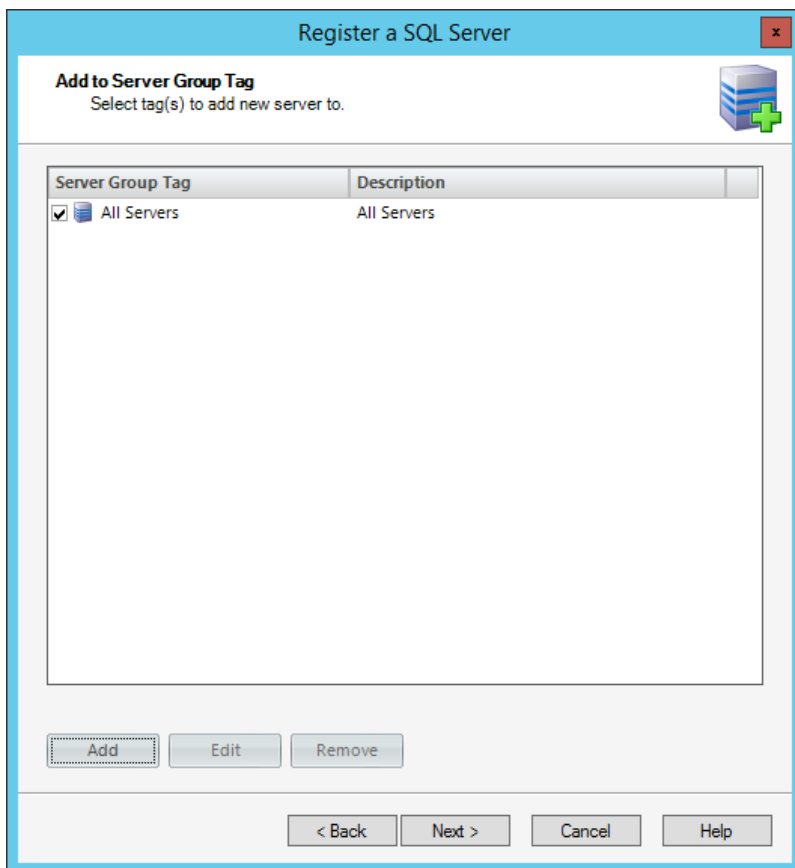 Register a SQL Server
x
Add to Server Group Tag
Select tag(s) to add new server to.
Server Group Tag Description
All Servers All Servers
Add Edit Remove
< Back Next > Cancel Help